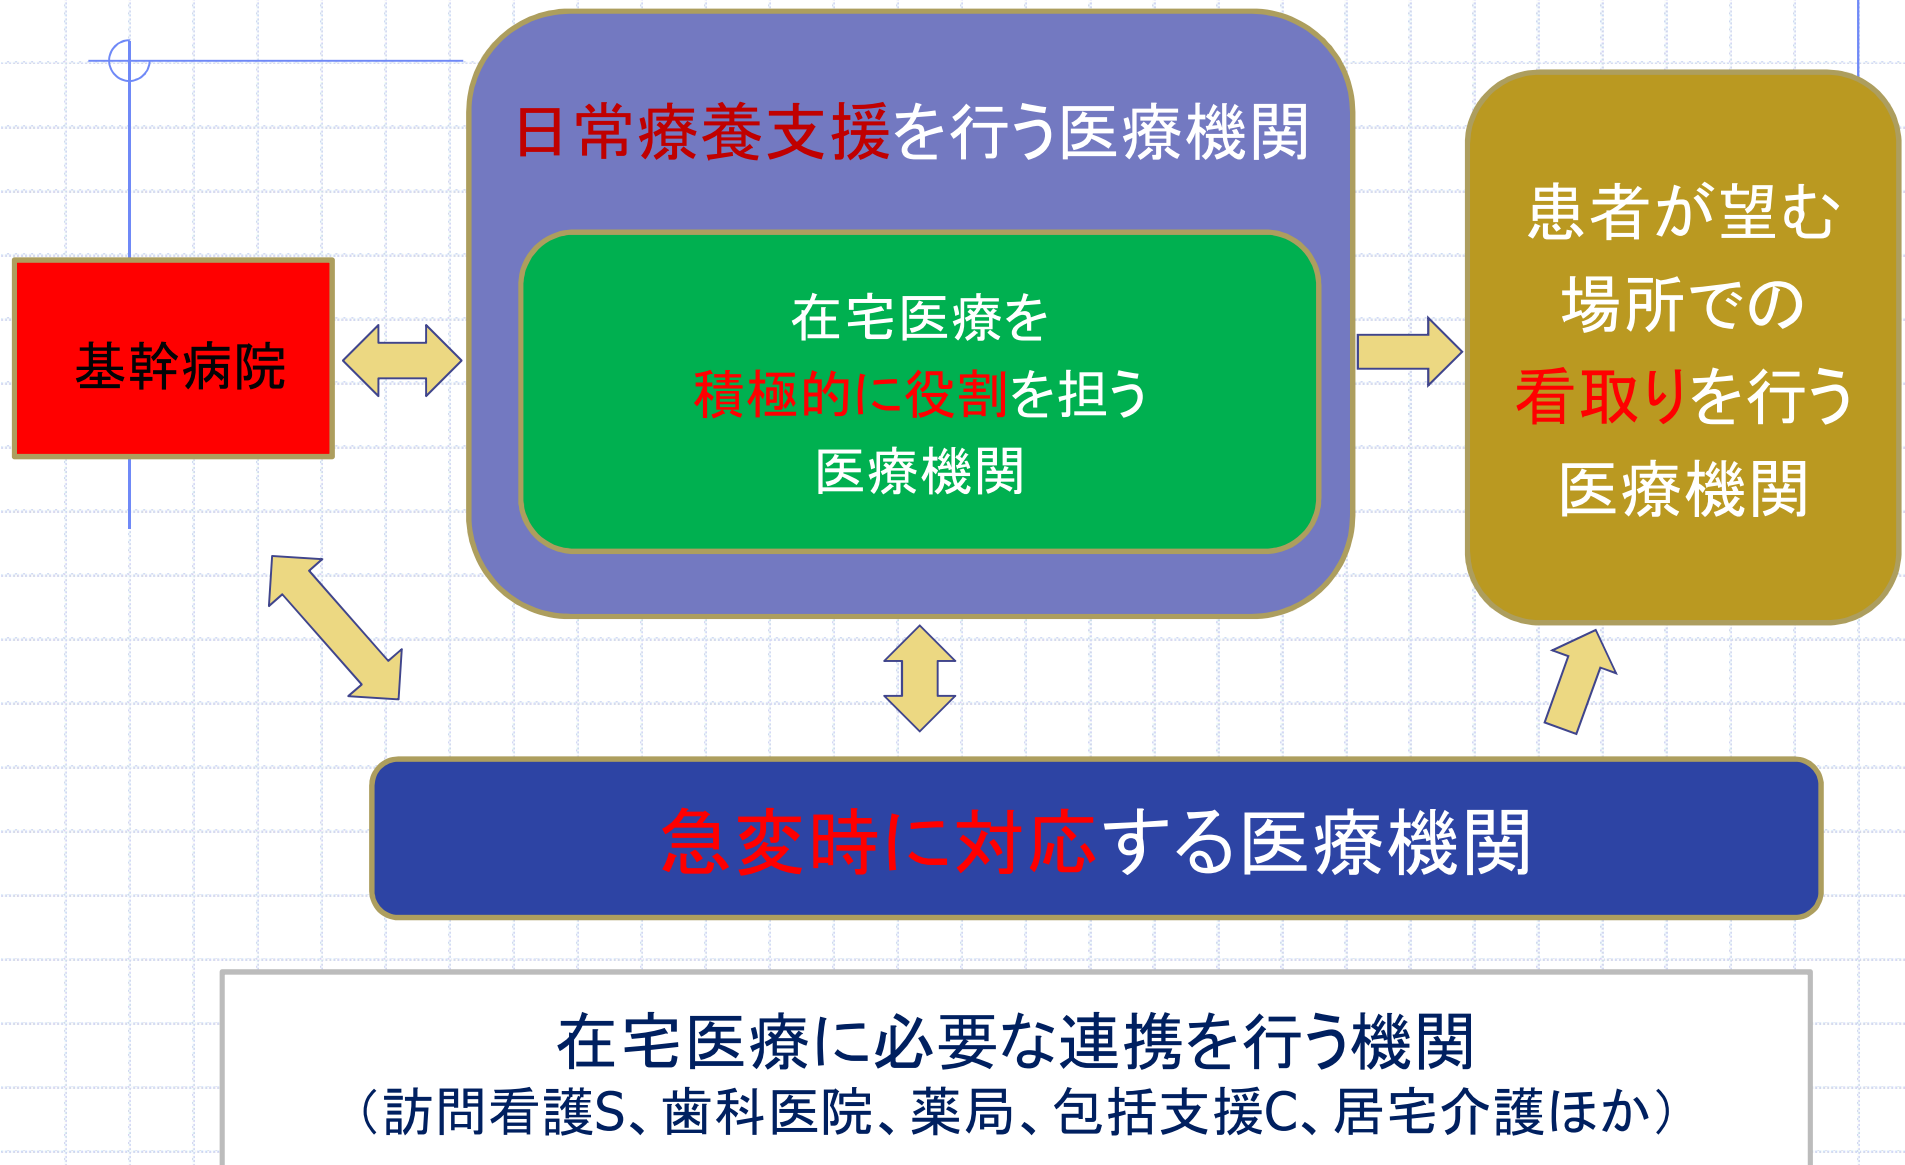 日常療養支援を行う医療機関
在宅医療を
積極的に役割を担う
医療機関
基幹病院
患者が望む
場所での
看取りを行う
医療機関
急変時に対応する医療機関
在宅医療に必要な連携を行う機関
（訪問看護S、歯科医院、薬局、包括支援C、居宅介護ほか）